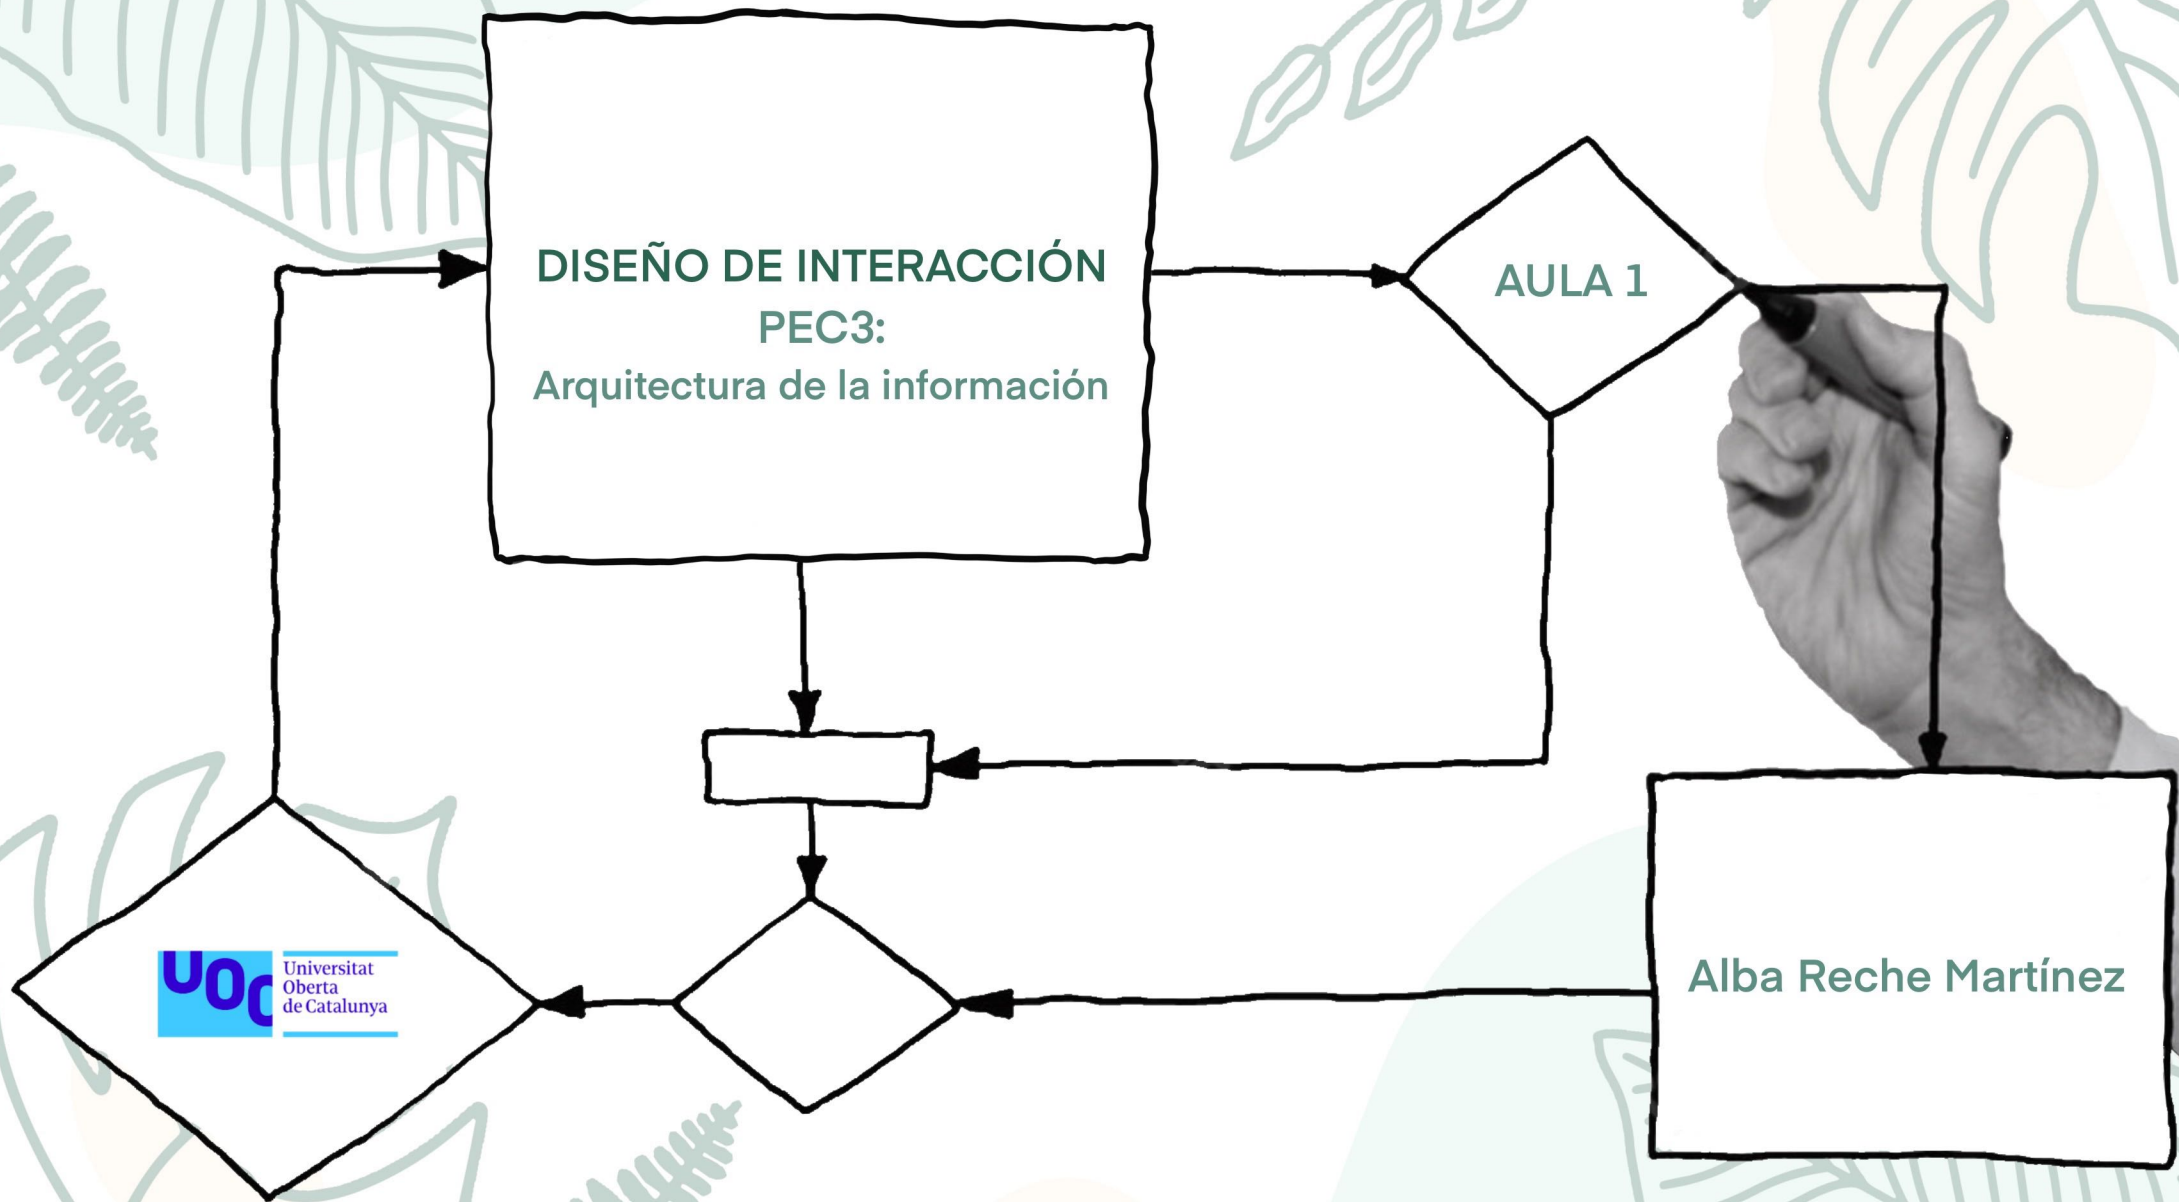 DISEÑO DE INTERACCIÓN
PEC3:
Arquitectura de la información
AULA 1
Alba Reche Martínez
UOC
Universitat
Oberta
de Catalunya